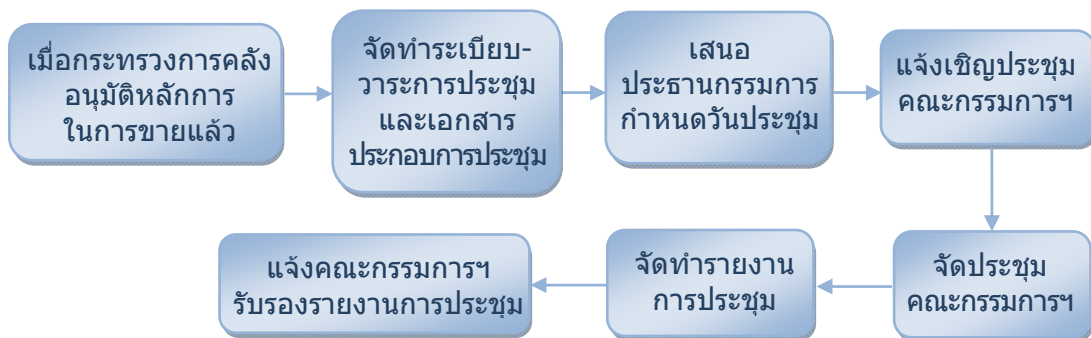 เมื่อกระทรวงการคลัง
อนุมัติหลักการ
ในการขายแล้ว
จัดทำระเบียบ-
วาระการประชุม
และเอกสาร
ประกอบการประชุม
เสนอ
ประธานกรรมการ
กำหนดวันประชุม
แจ้งเชิญประชุม
คณะกรรมการฯ
จัดประชุม
คณะกรรมการฯ
จัดทำรายงาน
การประชุม
แจ้งคณะกรรมการฯ
รับรองรายงานการประชุม